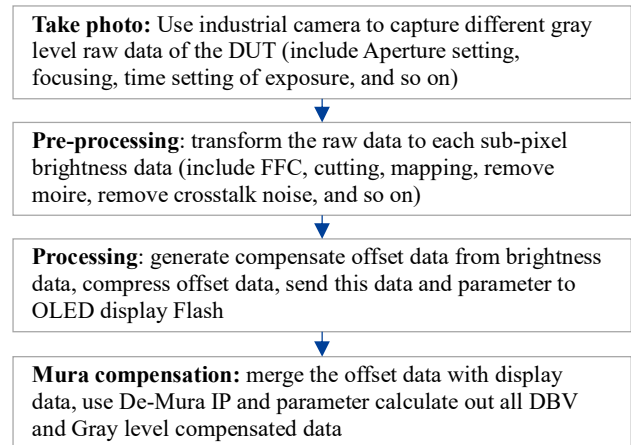 Take photo: Use industrial camera to capture different gray
level raw data of the DUT (include Aperture setting,
focusing, time setting of exposure, and so on)
Pre-processing: transform the raw data to each sub-pixel
brightness data (include FFC, cutting, mapping, remove
moire, remove crosstalk noise, and so on)
Processing: generate compensate offset data from brightness
data, compress offset data, send this data and parameter to
OLED display Flash
Mura compensation: merge the offset data with display
data, use De-Mura IP and parameter calculate out all DBV
and Gray level compensated data